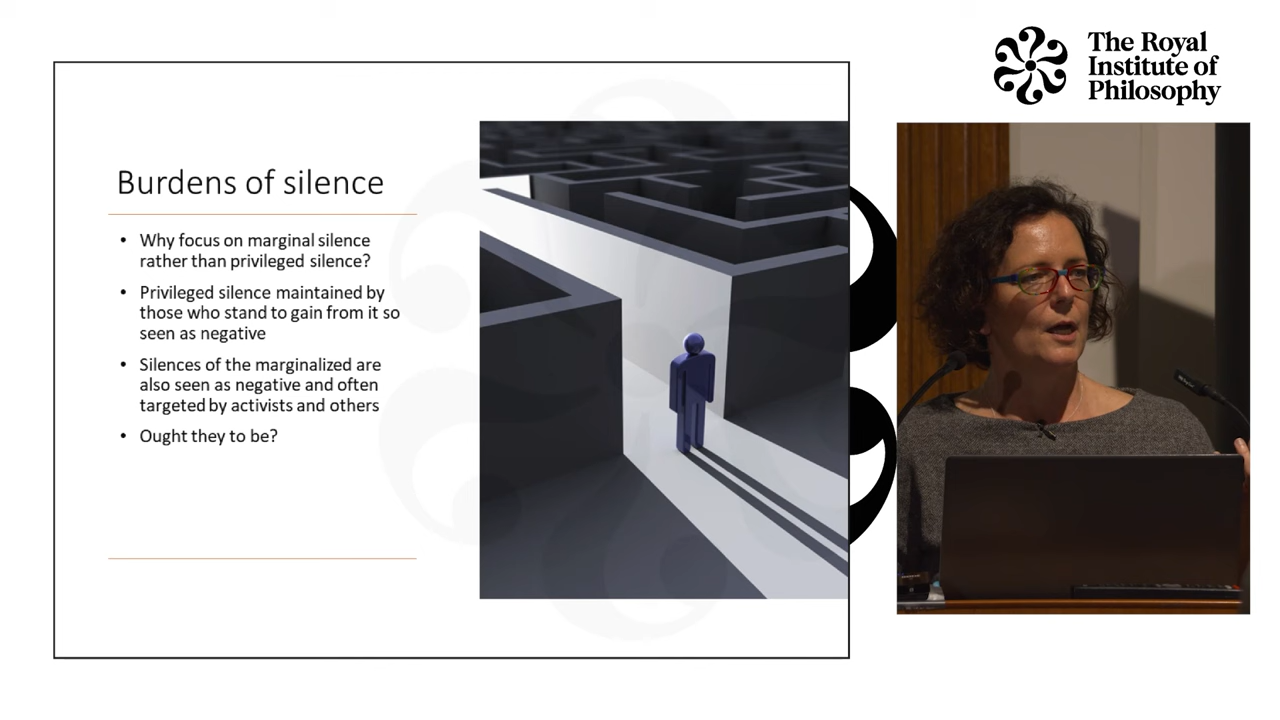 The Royal
Institute of
Philosophy
Burdens of silence
• Why focus on marginal silence
rather than privileged silence?
• Privileged silence maintained by
those who stand to gain from it so
seen as negative
• Silences of the marginalized are
also seen as negative and often
targeted by activists and others
• Ought they to be?